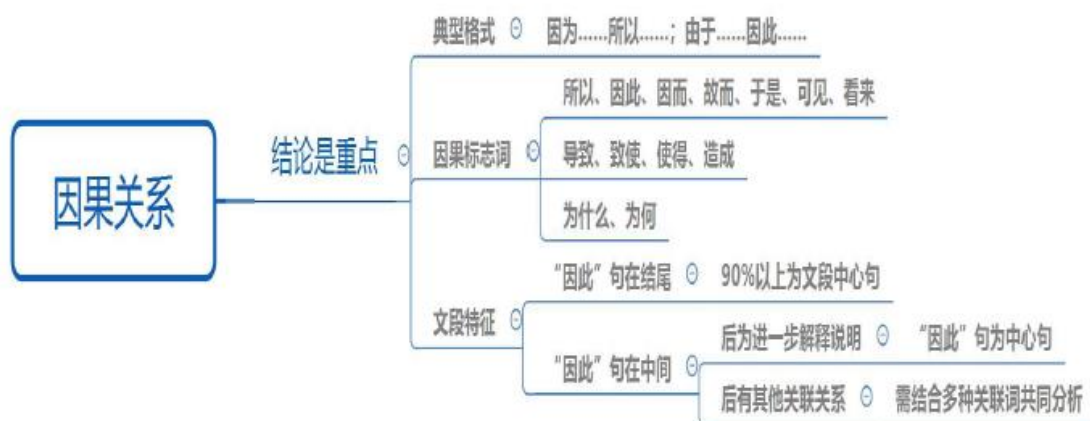 因果关系
结论是重点
典型格式
因为……所以……；由于……因此……
因果标志词
所以、因此、因而、故而、于是、可见、看来
导致、致使、使得、造成
为什么、为何
文段特征
“因此”句在结尾
90%以上为文段中心句
“因此”句在中间
后为进一步解释说明
“因此”句为中心句
后有其他关联关系
需结合多种关联词共同分析